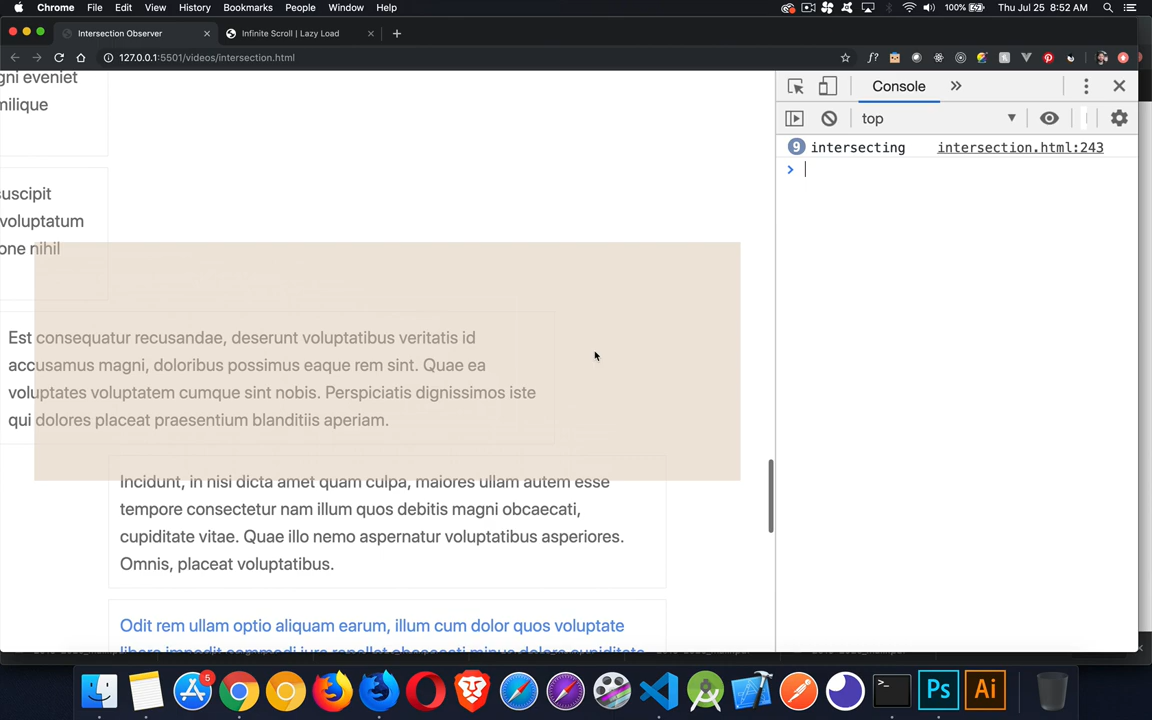 Chrome File Edit View History Bookmarks People Window Help 100% Thu Jul 25 8:52 AM
Intersection Observer Infinite Scroll | Lazy Load
127.0.0.1:5501/videos/intersection.html f?
gni eveniet
milique
suscipit
voluptatum
one nihil
Est consequatur recusandae, deserunt voluptatibus veritatis id
accusamus magni, doloribus possimus eaque rem sint. Quae ea
voluptates voluptatem cumque sint nobis. Perspiciatis dignissimos iste
qui dolores placeat praesentium blanditiis aperiam.
Incidunt, in nisi dicta amet quam culpa, maiores ullam autem esse
tempore consectetur nam illum quos debitis magni obcaecati,
cupiditate vitae. Quae illo nemo aspernatur voluptatibus asperiores.
Omnis, placeat voluptatibus.
Odit rem ullam optio aliquam earum, illum cum dolor quos voluptate
Console
top
9 intersecting intersection.html:243
5
Ps Ai